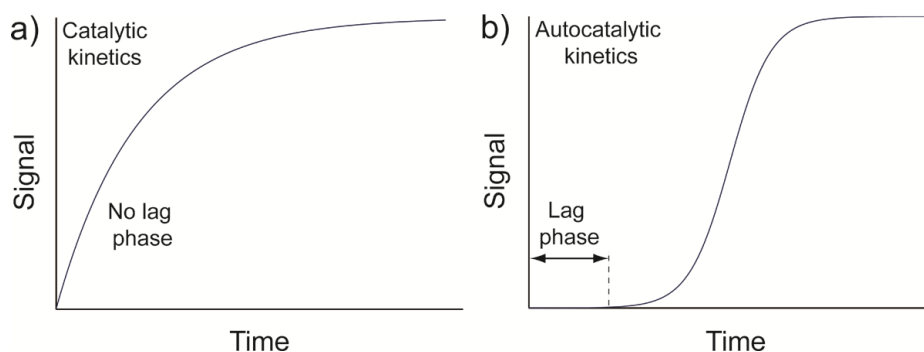 a)
Catalytic
kinetics
Signal
No lag
phase
Time
b)
Autocatalytic
kinetics
Signal
Lag
phase
Time